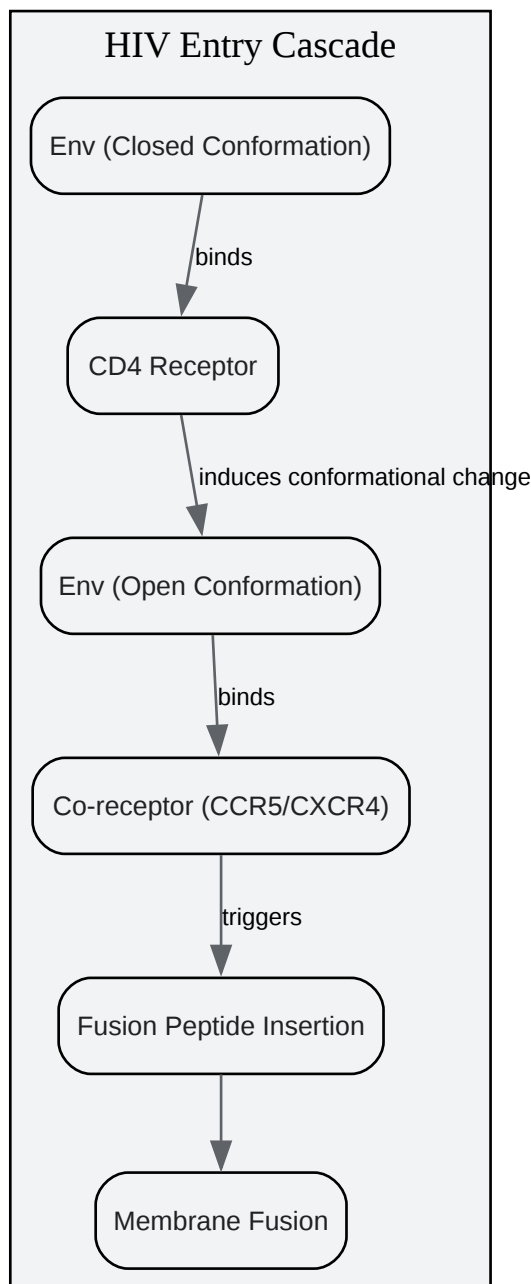 HIV Entry Cascade
Env (Closed Conformation)
binds
CD4 Receptor
induces conformational change
Env (Open Conformation)
binds
Co-receptor (CCR5/CXCR4)
triggers
Fusion Peptide Insertion
Membrane Fusion